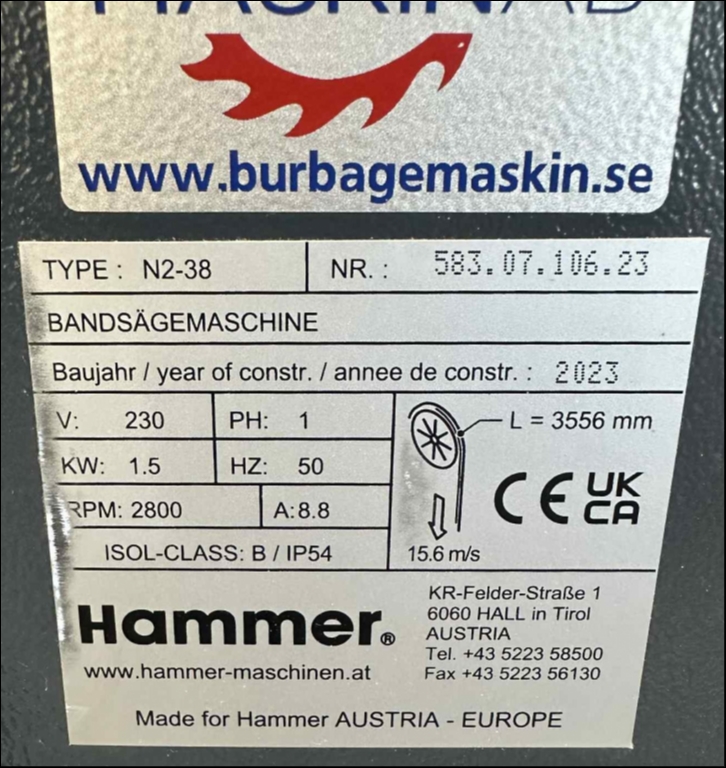 www.burbagemaskin.se
TYPE : N2-38 NR. : 583.07.106.23
BANDSÄGEMASCHINE
Baujahr / year of constr. / annee de constr. : 2023
V: 230 PH: 1
L = 3556 mm
KW: 1.5 HZ: 50
CE UK CA
RPM: 2800 A:8.8
ISOL-CLASS: B / IP54 15.6 m/s
Hammer®
www.hammer-maschinen.at
KR-Felder-Straße 1
6060 HALL in Tirol
AUSTRIA
Tel. +43 5223 58500
Fax +43 5223 56130
Made for Hammer AUSTRIA - EUROPE